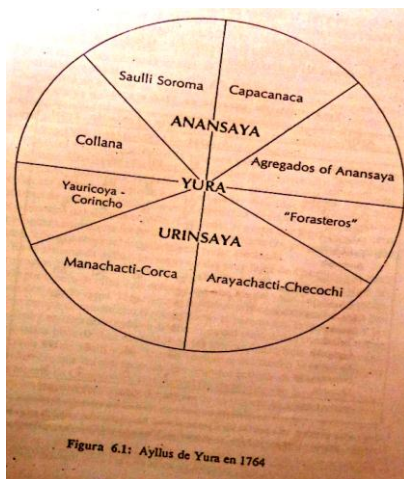 Saulli Soroma
Capacanaca
ANANSAYA
Collana
Agregados of Anansaya
YURA
Yauricoya -
Corincho
"Forasteros"
URINSAYA
Manachacti-Corca
Arayachacti-Checochi
Figura 6.1: Ayllus de Yura en 1764